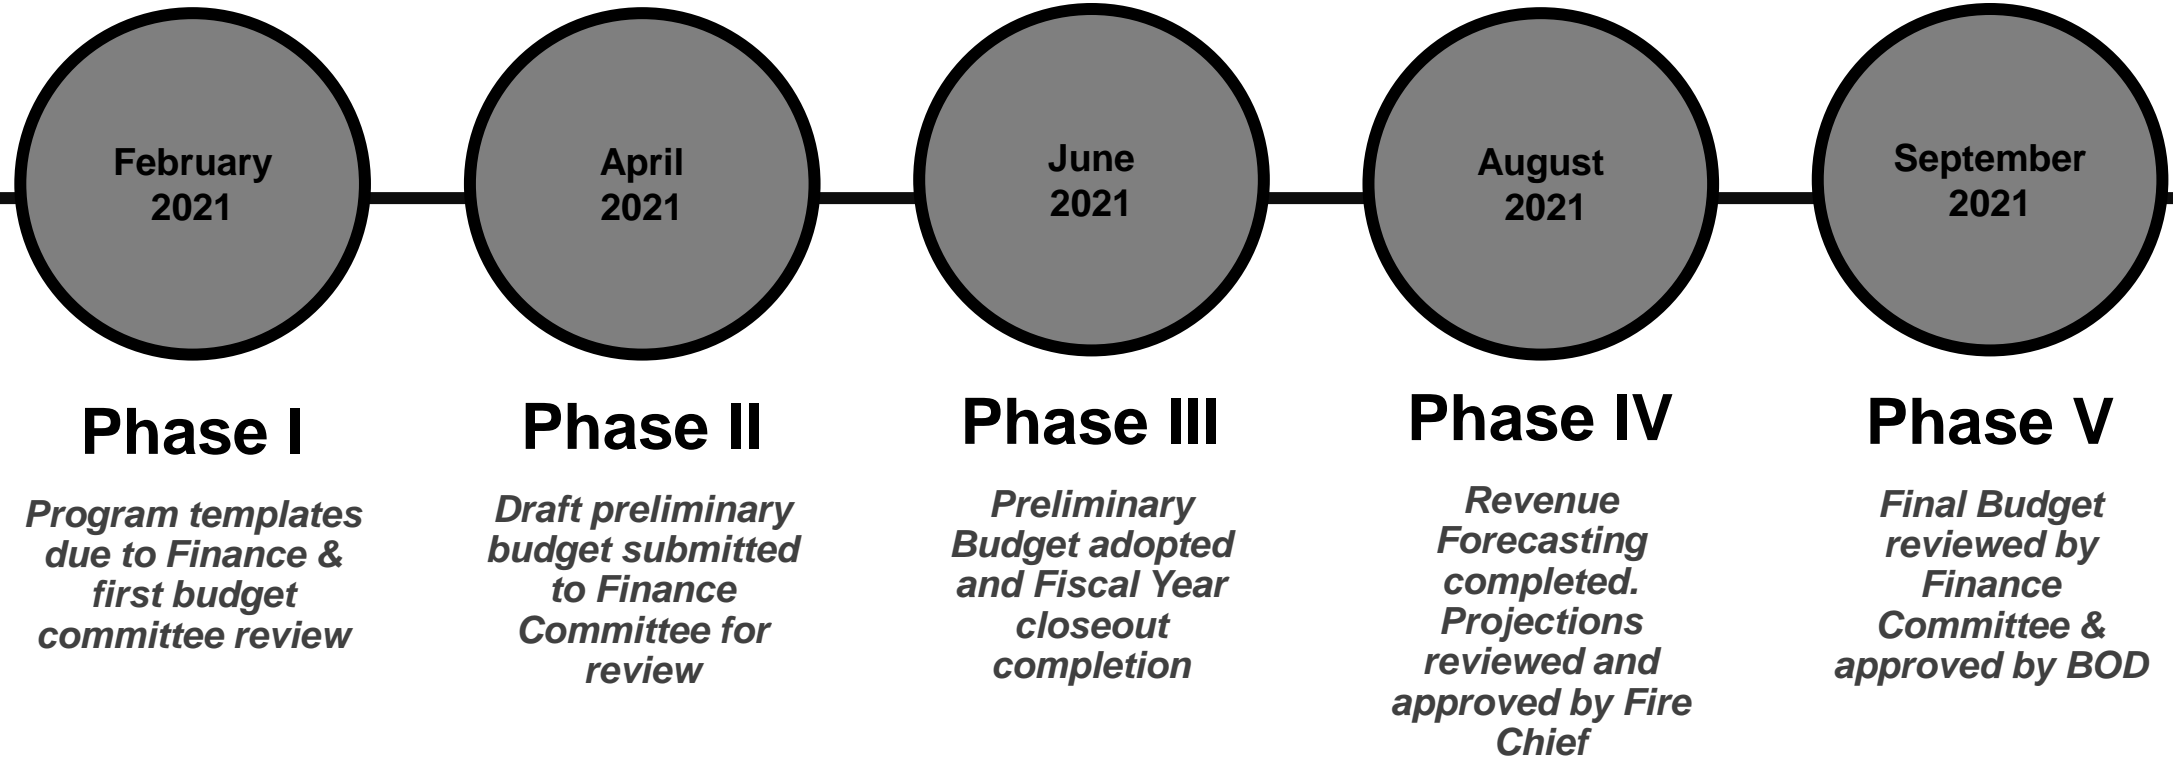 February
2021
April
2021
June
2021
August
2021
September
2021
Phase I
Program templates
due to Finance &
first budget
committee review
Phase II
Draft preliminary
budget submitted
to Finance
Committee for
review
Phase III
Preliminary
Budget adopted
and Fiscal Year
closeout
completion
Phase IV
Revenue
Forecasting
completed.
Projections
reviewed and
approved by Fire
Chief
Phase V
Final Budget
reviewed by
Finance
Committee &
approved by BOD